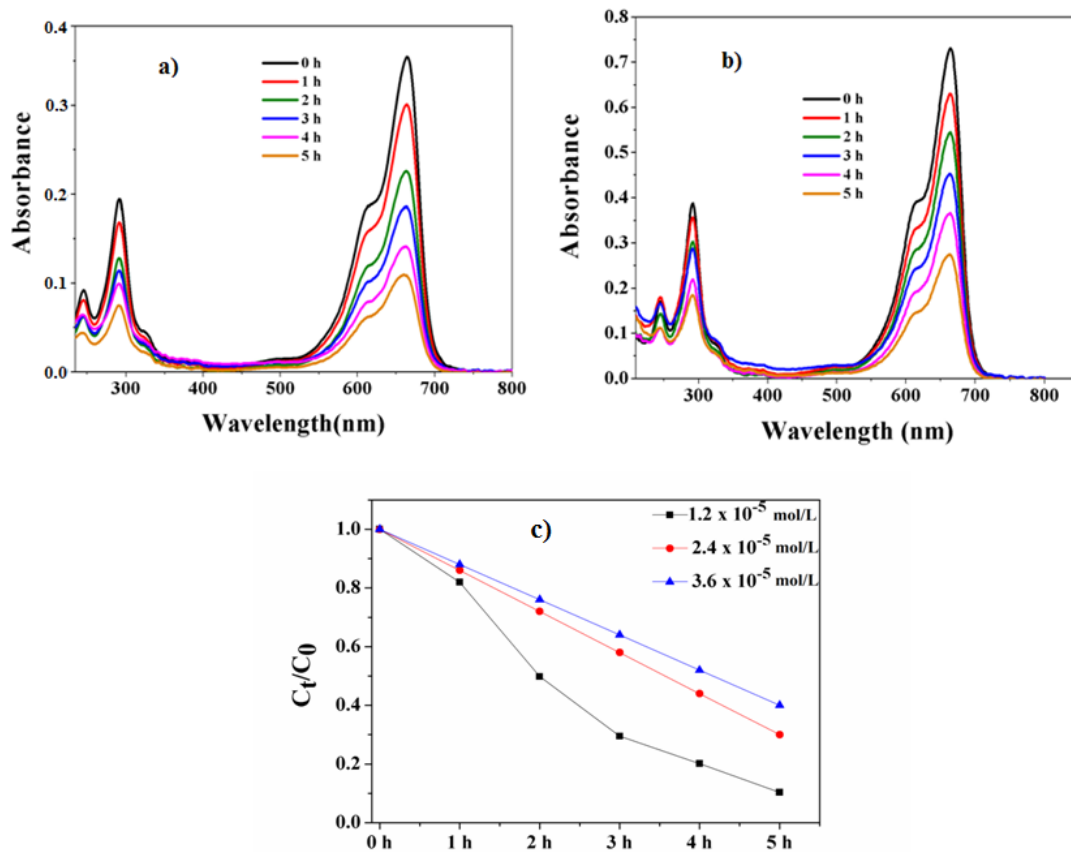 a)
0 h
1 h
2 h
3 h
4 h
5 h
0.4
0.3
0.2
0.1
0.0
Absorbance
300 400 500 600 700 800
Wavelength(nm)
b)
0 h
1 h
2 h
3 h
4 h
5 h
0.8
0.7
0.6
0.5
0.4
0.3
0.2
0.1
0.0
Absorbance
300 400 500 600 700 800
Wavelength (nm)
c)
1.2 x 10⁻⁵ mol/L
2.4 x 10⁻⁵ mol/L
3.6 x 10⁻⁵ mol/L
1.0
0.8
0.6
0.4
0.2
0.0
Cₜ/C₀
0 h 1 h 2 h 3 h 4 h 5 h